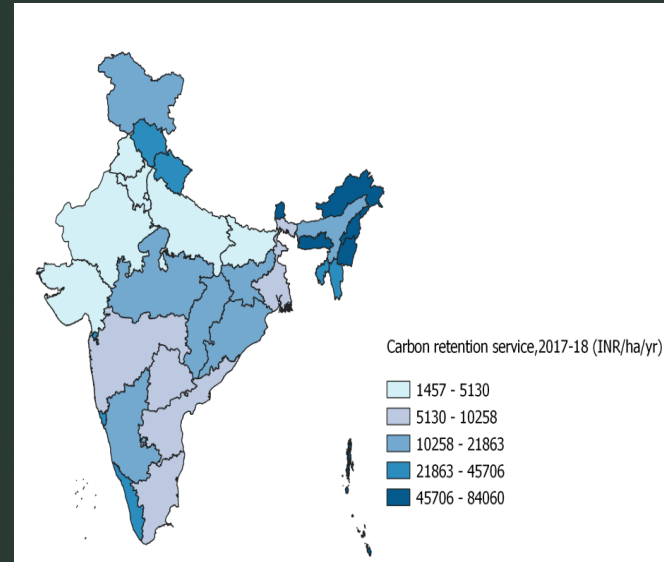 Carbon retention service,2017-18 (INR/ha/yr)
1457 - 5130
5130 - 10258
10258 - 21863
21863 - 45706
45706 - 84060